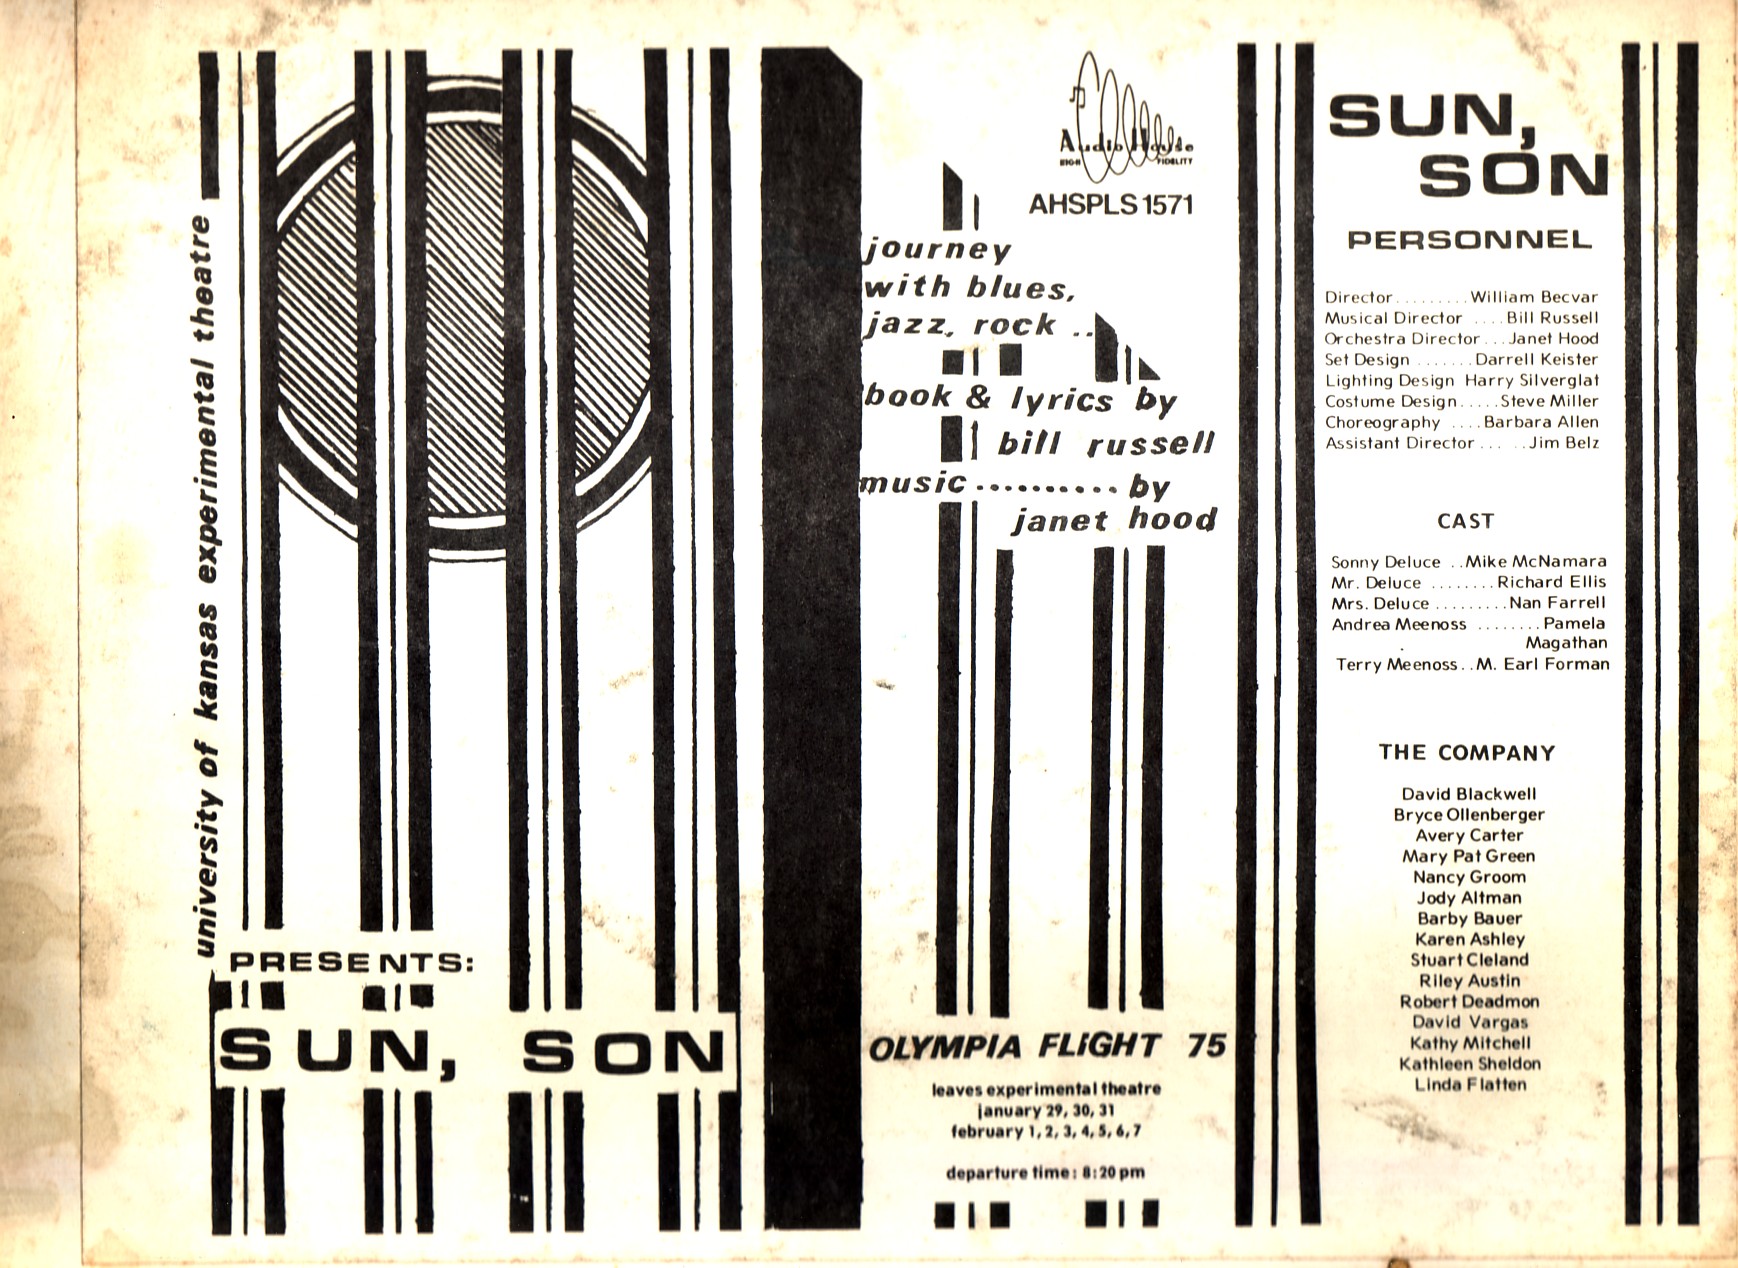 university of kansas experimental theatre
PRESENTS:
SUN, SON
Audio House
FIDELITY
AHSPLS 1571
journey
with blues,
jazz, rock ..
book & lyrics by
bill russell
music .......... by
janet hood
OLYMPIA FLIGHT 75
leaves experimental theatre
january 29, 30, 31
february 1, 2, 3, 4, 5, 6, 7
departure time: 8:20 pm
SUN,
SON
PERSONNEL
Director ......... William Becvar
Musical Director .... Bill Russell
Orchestra Director ... Janet Hood
Set Design ....... Darrell Keister
Lighting Design Harry Silverglat
Costume Design ..... Steve Miller
Choreography .... Barbara Allen
Assistant Director ... .. Jim Belz
CAST
Sonny Deluce .. Mike McNamara
Mr. Deluce ........ Richard Ellis
Mrs. Deluce ......... Nan Farrell
Andrea Meenoss ........ Pamela
Magathan
Terry Meenoss .. M. Earl Forman
THE COMPANY
David Blackwell
Bryce Ollenberger
Avery Carter
Mary Pat Green
Nancy Groom
Jody Altman
Barby Bauer
Karen Ashley
Stuart Cleland
Riley Austin
Robert Deadmon
David Vargas
Kathy Mitchell
Kathleen Sheldon
Linda Flatten